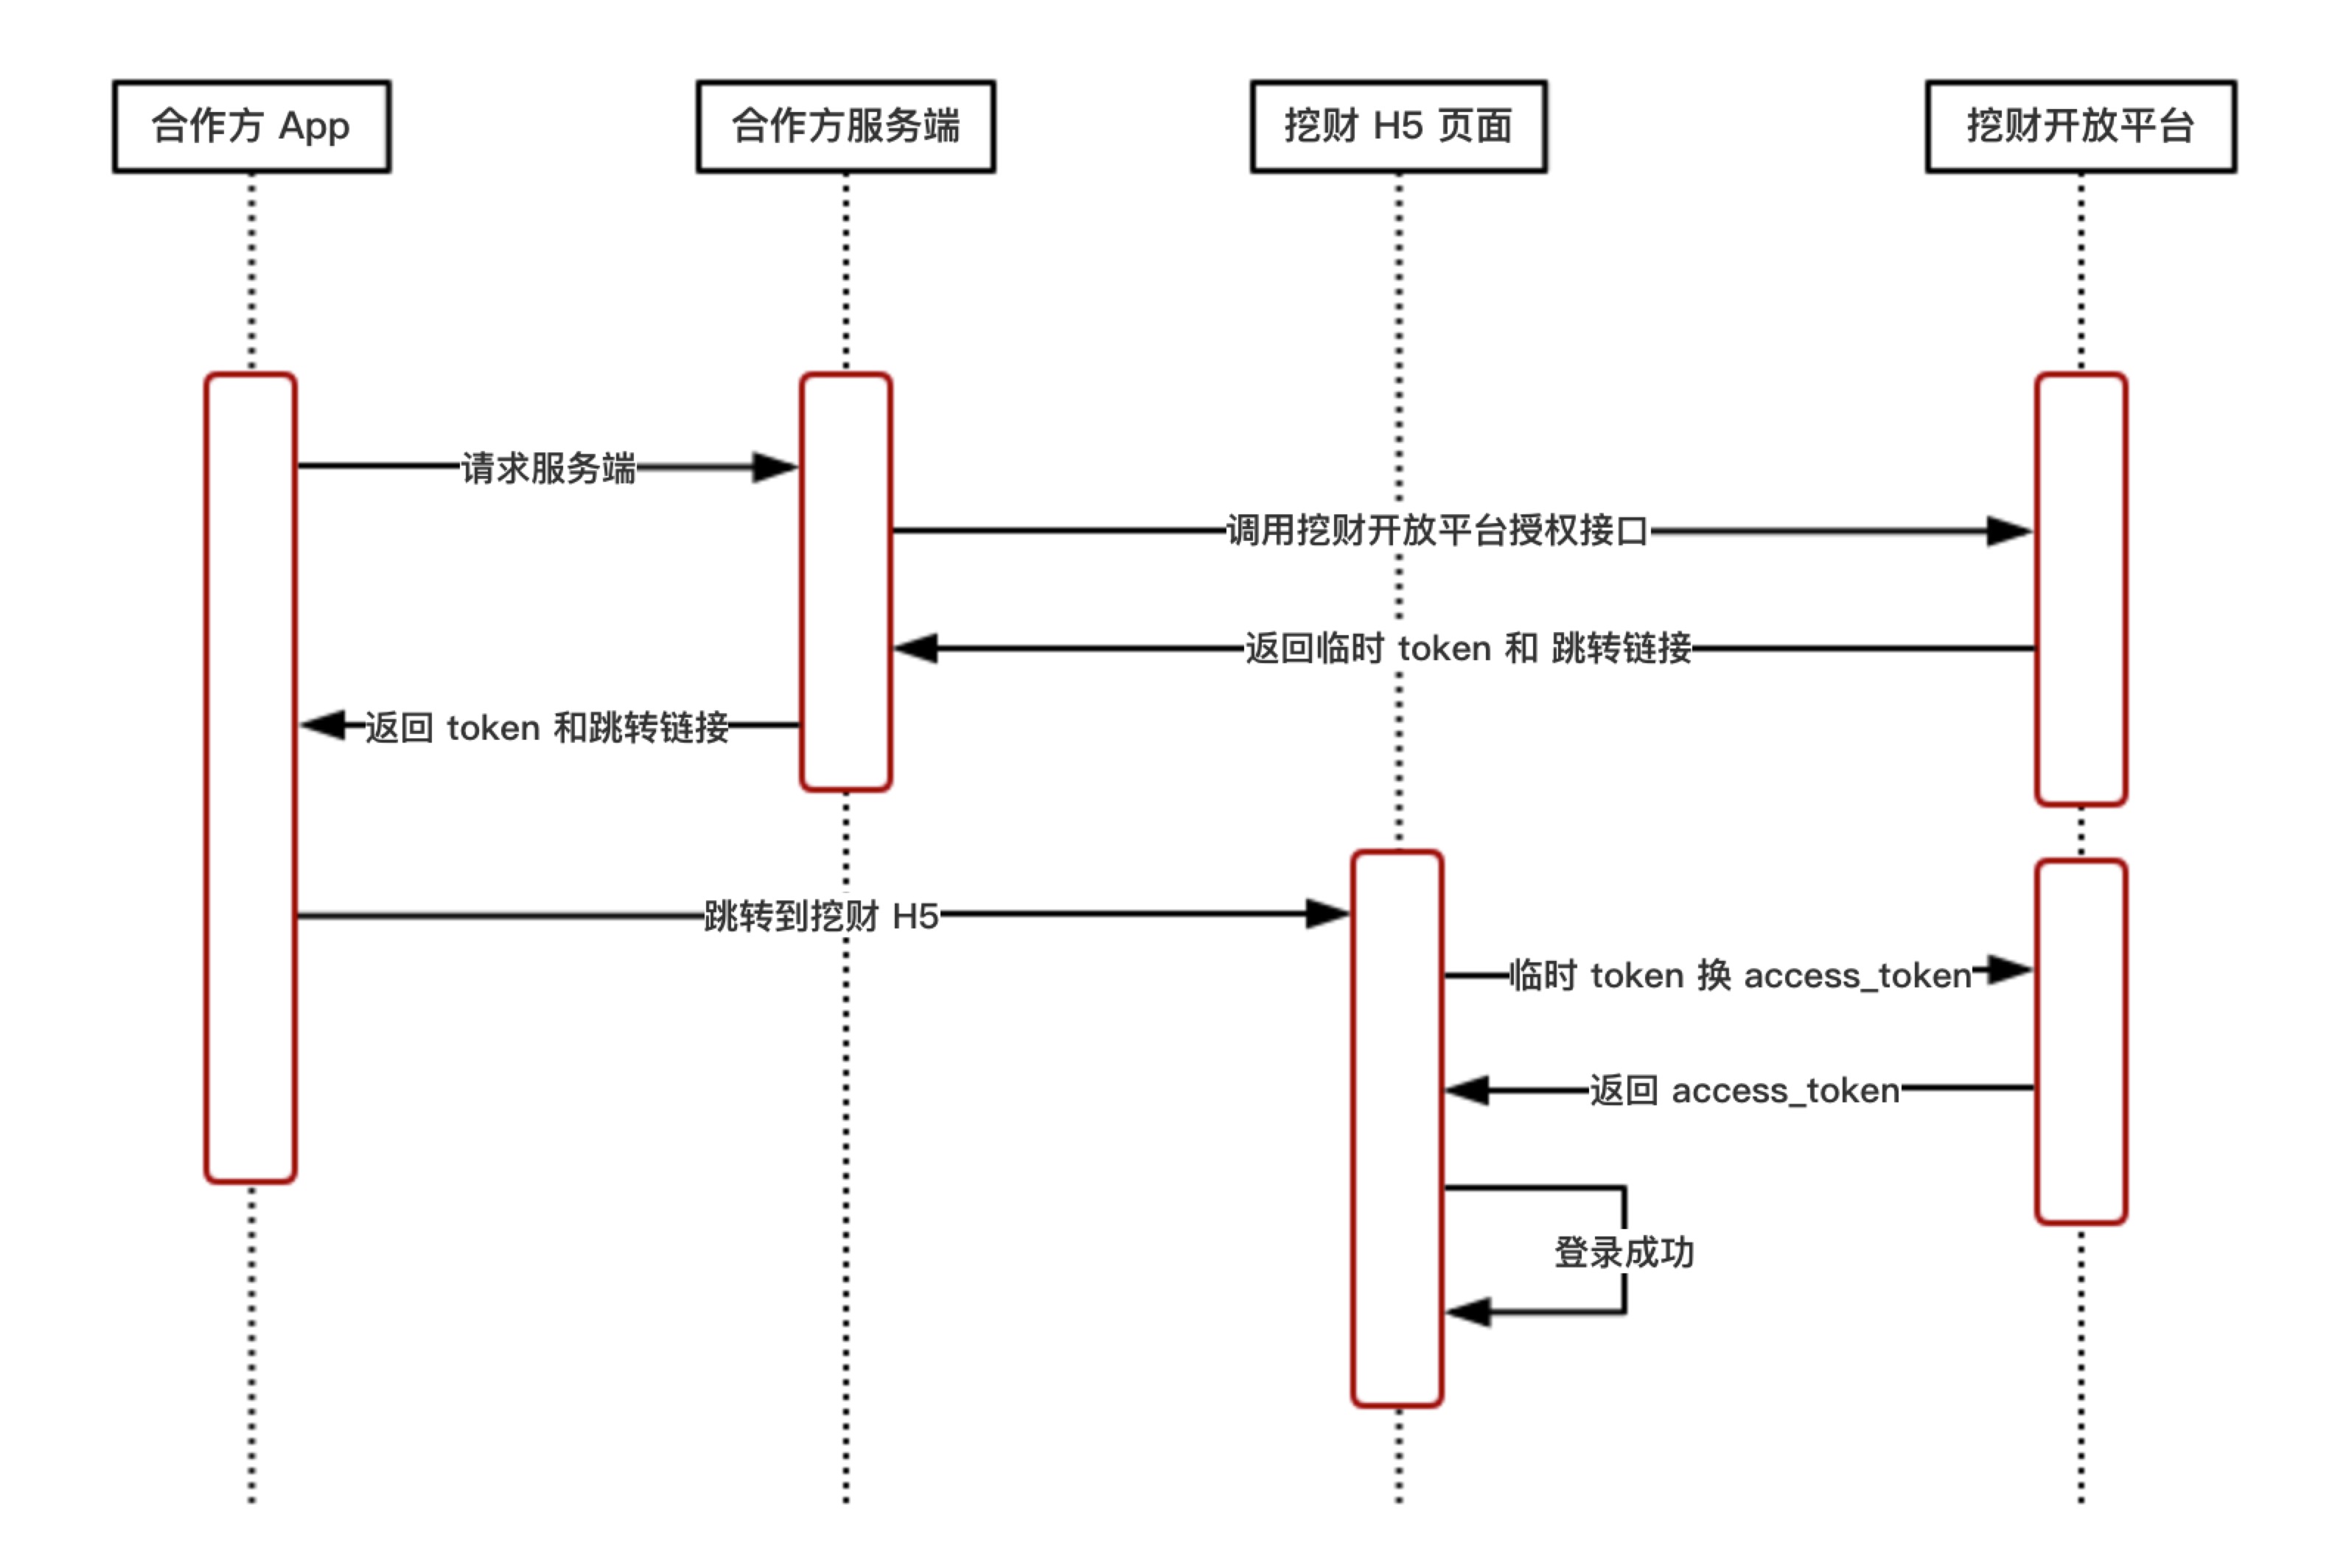 合作方 App
合作方服务端
挖财 H5 页面
挖财开放平台
请求服务端
调用挖财开放平台授权接口
返回临时 token 和 跳转链接
返回 token 和跳转链接
跳转到挖财 H5
临时 token 换 access_token
返回 access_token
登录成功